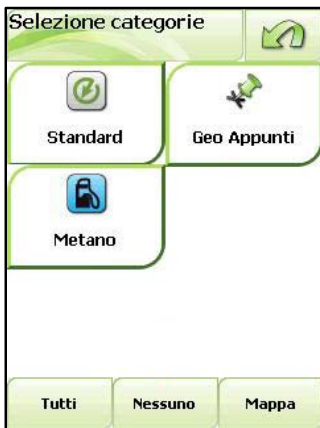 Selezione categorie
Standard
Geo Appunti
Metano
Tutti
Nessuno
Mappa